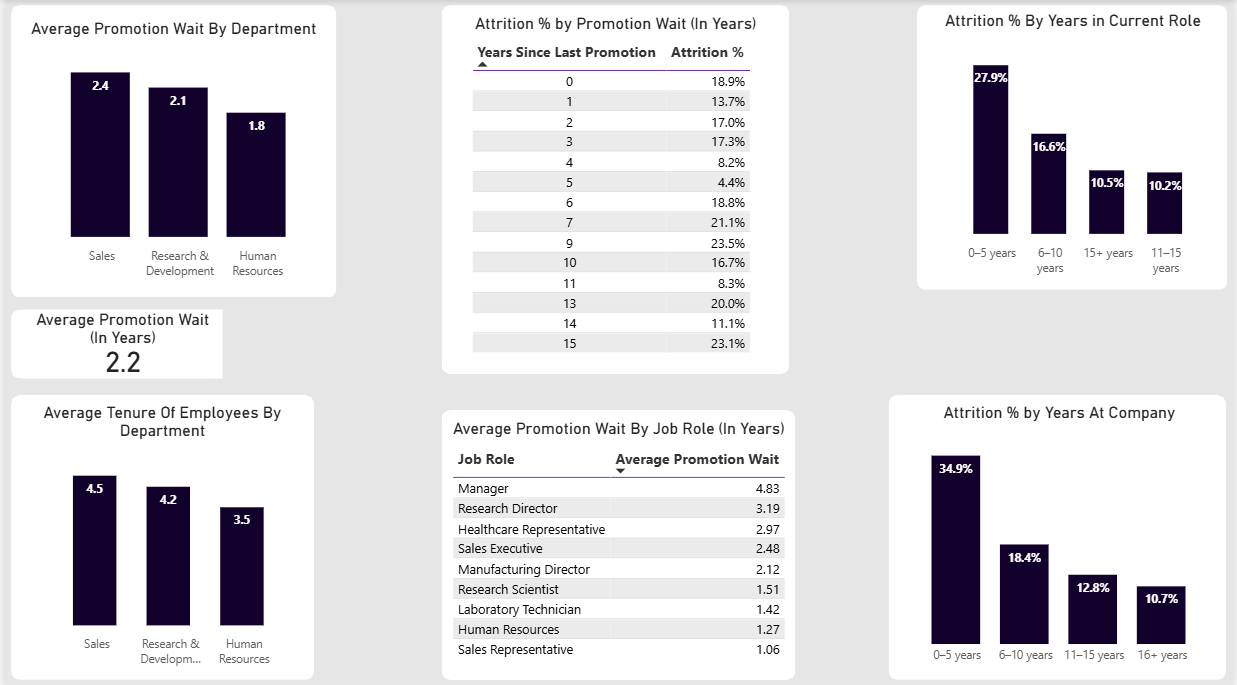 Average Promotion Wait By Department
2.4
2.1
1.8
Sales
Research &
Development
Human
Resources
Average Promotion Wait
(In Years)
2.2
Average Tenure Of Employees By
Department
4.5
4.2
3.5
Sales
Research &
Developm...
Human
Resources
Attrition % by Promotion Wait (In Years)
Years Since Last Promotion Attrition %
0 18.9%
1 13.7%
2 17.0%
3 17.3%
4 8.2%
5 4.4%
6 18.8%
7 21.1%
9 23.5%
10 16.7%
11 8.3%
13 20.0%
14 11.1%
15 23.1%
Average Promotion Wait By Job Role (In Years)
Job Role Average Promotion Wait
Manager 4.83
Research Director 3.19
Healthcare Representative 2.97
Sales Executive 2.48
Manufacturing Director 2.12
Research Scientist 1.51
Laboratory Technician 1.42
Human Resources 1.27
Sales Representative 1.06
Attrition % By Years in Current Role
27.9%
16.6%
10.5%
10.2%
0–5 years
6–10
years
15+ years
11–15
years
Attrition % by Years At Company
34.9%
18.4%
12.8%
10.7%
0–5 years 6–10 years 11–15 years 16+ years